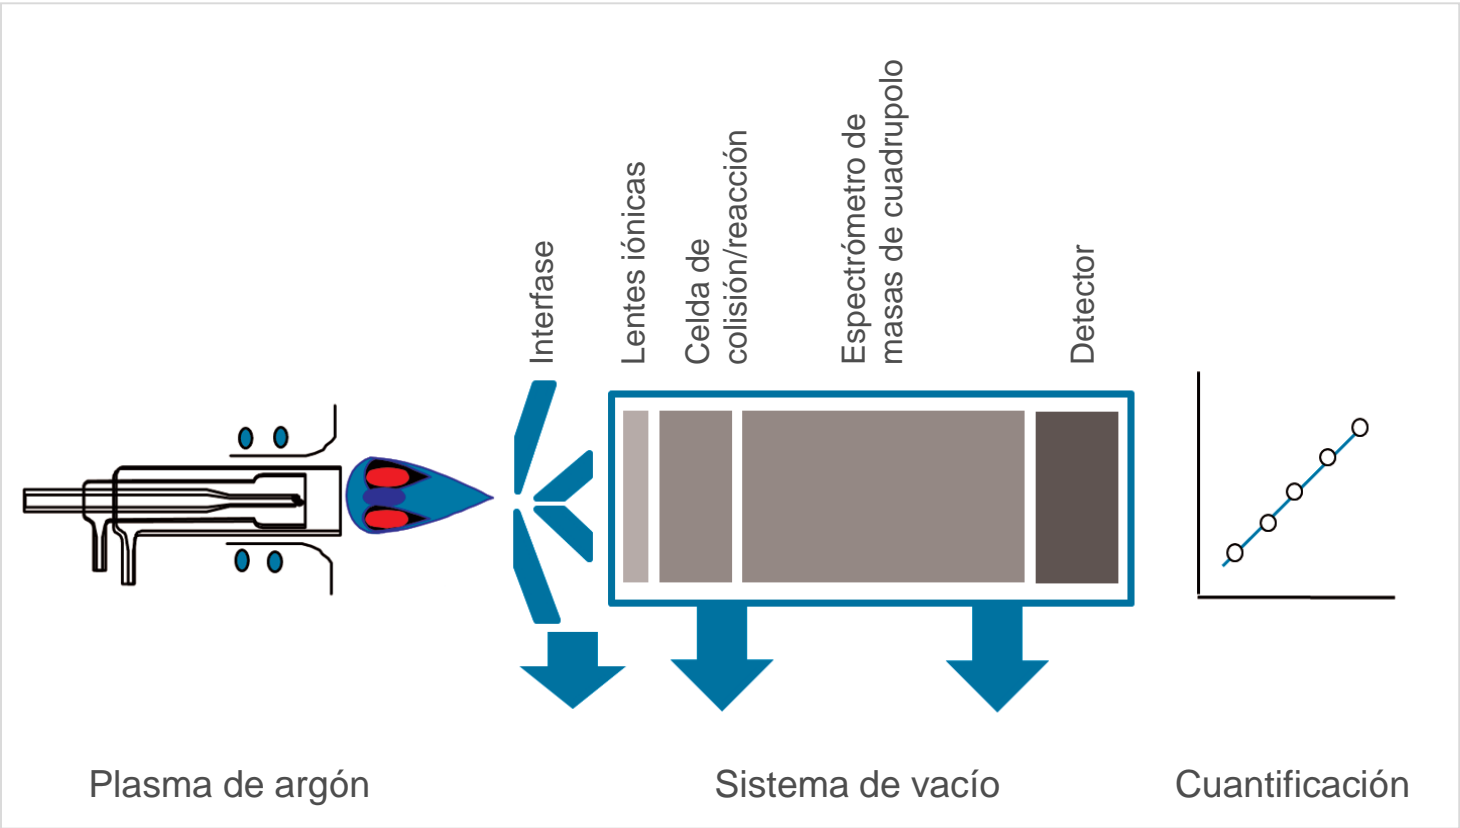 Interfase
Lentes iónicas
Celda de
colisión/reacción
Espectrómetro de
masas de cuadrupolo
Detector
Plasma de argón
Sistema de vacío
Cuantificación